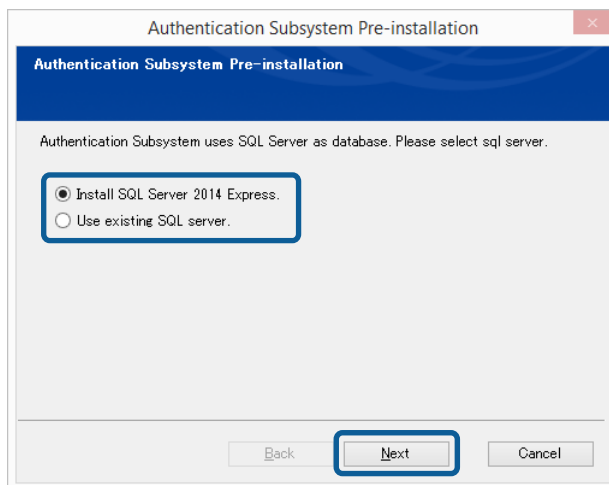 Authentication Subsystem Pre-installation
Authentication Subsystem Pre-installation
Authentication Subsystem uses SQL Server as database. Please select sql server.
Install SQL Server 2014 Express.
Use existing SQL server.
Back Next Cancel